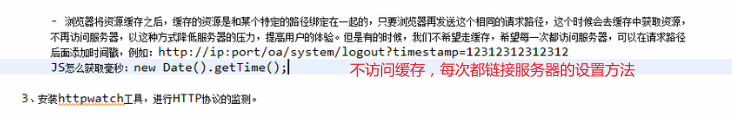 - 浏览器将资源缓存之后，缓存的资源是和某个特定的路径绑定在一起的，只要浏览器再发送这个相同的请求路径，这个时候会去缓存中获取资源，
不再访问服务器，以这种方式降低服务器的压力，提高用户的体验。但是有的时候，我们不希望走缓存，希望每一次都访问服务器，可以在请求路径
后面添加时间戳，例如：http://ip:port/oa/system/logout?timestamp=12312312312312
JS怎么获取毫秒：new Date().getTime(); 不访问缓存，每次都链接服务器的设置方法
3、安装httpwatch工具，进行HTTP协议的监测。